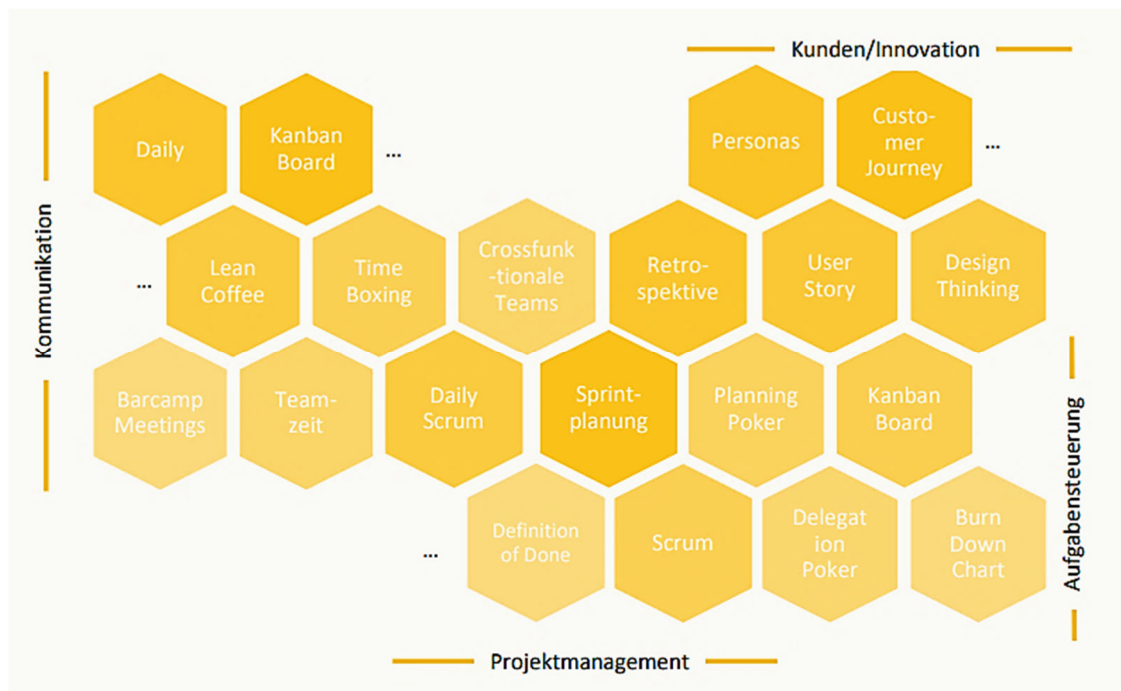 Kunden/Innovation
Kommunikation
Daily
Kanban
Board
...
Personas
Custo-
mer
Journey
...
...
Lean
Coffee
Time
Boxing
Crossfunk
-tionale
Teams
Retro-
spektive
User
Story
Design
Thinking
Barcamp
Meetings
Team-
zeit
Daily
Scrum
Sprint-
planung
Planning
Poker
Kanban
Board
Aufgabensteuerung
...
Definition
of Done
Scrum
Delegat
ion
Poker
Burn
Down
Chart
Projektmanagement